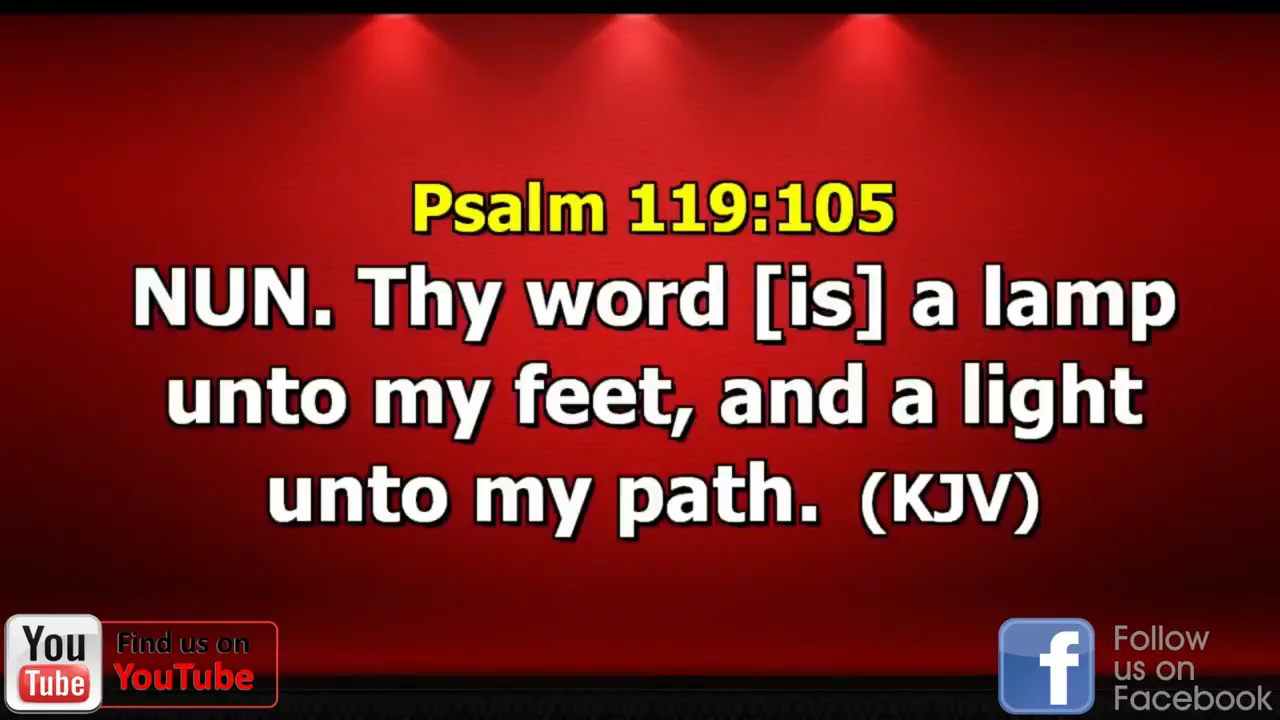 Psalm 119:105
NUN. Thy word [is] a lamp
unto my feet, and a light
unto my path. (KJV)
You
Tube
Find us on
YouTube
f
Follow
us on
Facebook